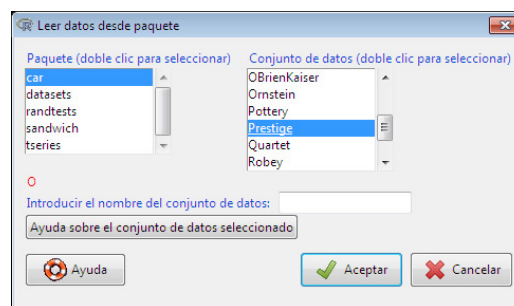 Leer datos desde paquete
Paquete (doble clic para seleccionar) Conjunto de datos (doble clic para seleccionar)
car
datasets
randtests
sandwich
tseries
OBrienKaiser
Ornstein
Pottery
Prestige
Quartet
Robey
O
Introducir el nombre del conjunto de datos:
Ayuda sobre el conjunto de datos seleccionado
Ayuda Aceptar Cancelar